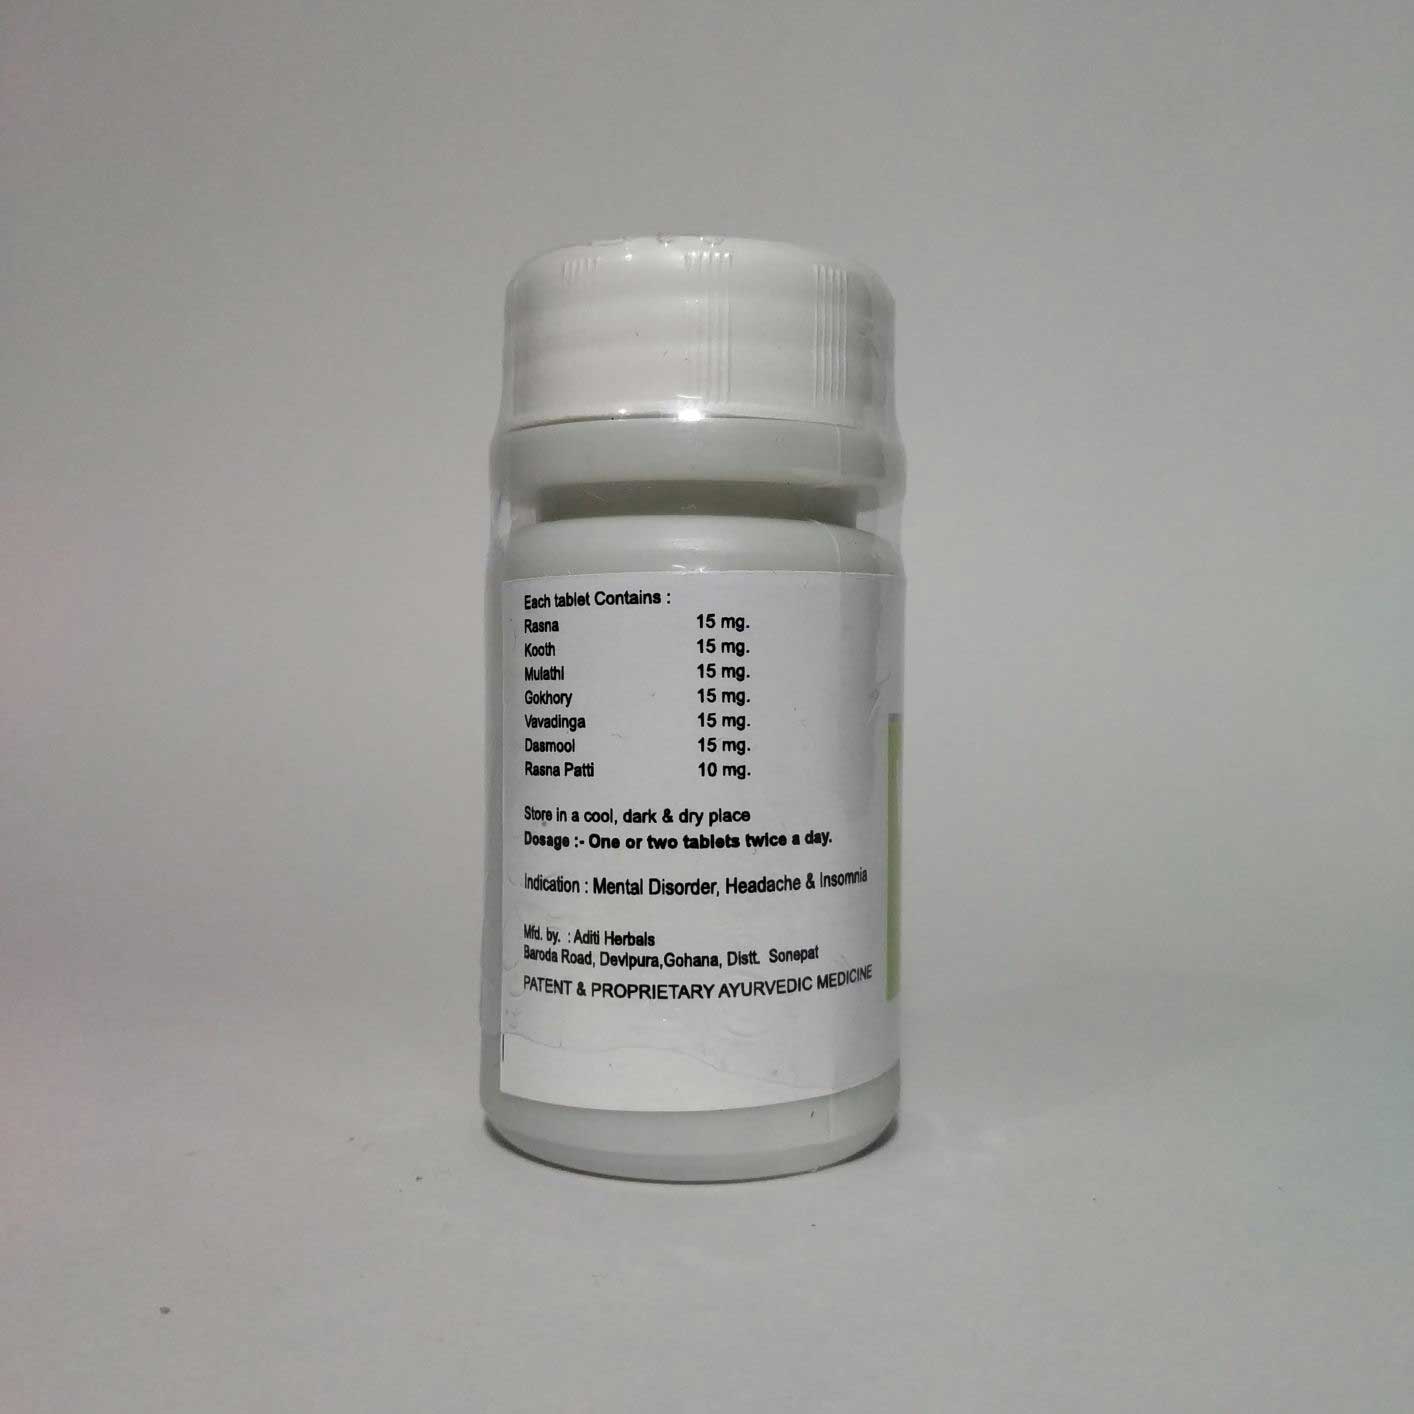 Each tablet Contains :
Rasna 15 mg.
Kooth 15 mg.
Mulathi 15 mg.
Gokhory 15 mg.
Vavadinga 15 mg.
Dasmool 15 mg.
Rasna Patti 10 mg.
Store in a cool, dark & dry place
Dosage :- One or two tablets twice a day.
Indication : Mental Disorder, Headache & Insomnia
Mfd. by. : Aditi Herbals
Baroda Road, Devipura,Gohana, Distt. Sonepat
PATENT & PROPRIETARY AYURVEDIC MEDICINE